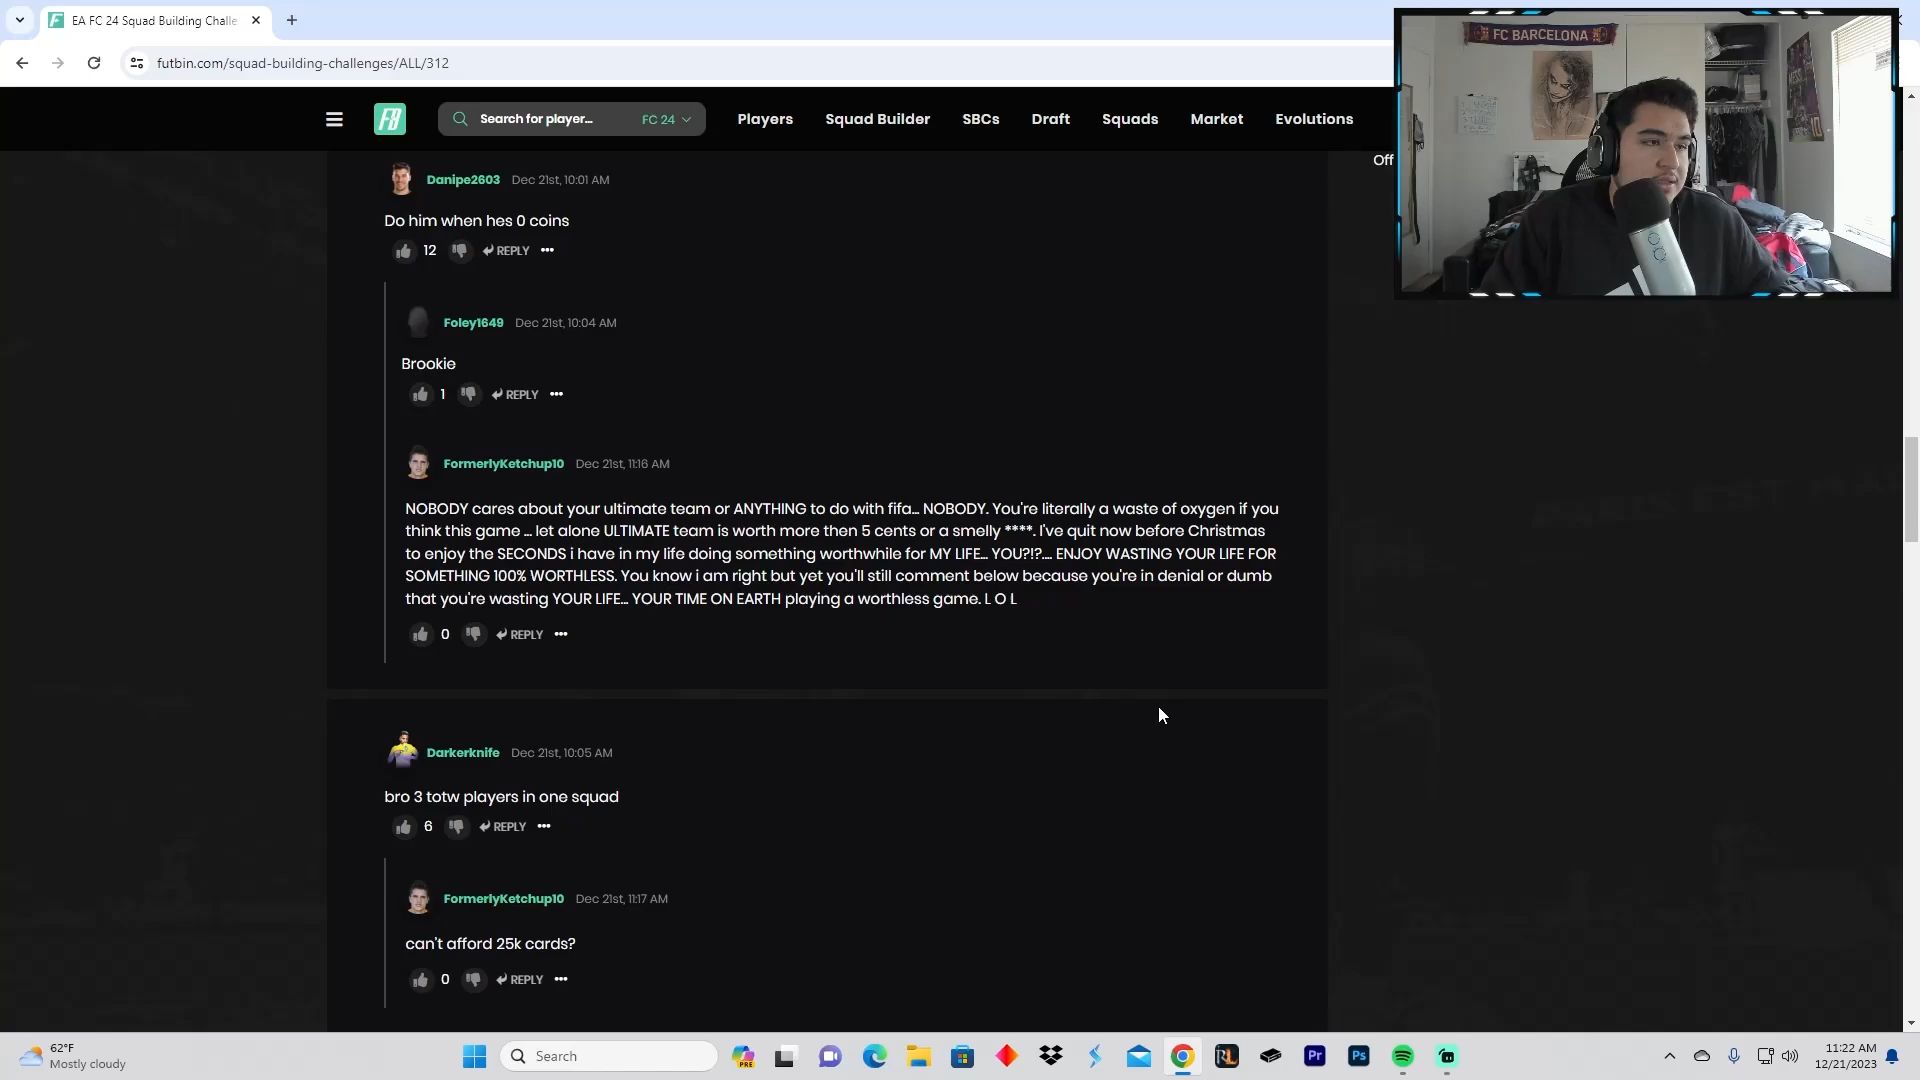 EA FC 24 Squad Building Challe
futbin.com/squad-building-challenges/ALL/312
FC BARCELONA
Search for player...
FC 24
Players
Squad Builder
SBCs
Draft
Squads
Market
Evolutions
Off
Danipe2603 Dec 21st, 10:01 AM
Do him when hes 0 coins
12 REPLY
Foley1649 Dec 21st, 10:04 AM
Brookie
1 REPLY
FormerlyKetchup10 Dec 21st, 11:16 AM
NOBODY cares about your ultimate team or ANYTHING to do with fifa... NOBODY. You're literally a waste of oxygen if you
think this game ... let alone ULTIMATE team is worth more then 5 cents or a smelly ****. I've quit now before Christmas
to enjoy the SECONDS i have in my life doing something worthwhile for MY LIFE... YOU?!?.... ENJOY WASTING YOUR LIFE FOR
SOMETHING 100% WORTHLESS. You know i am right but yet you'll still comment below because you're in denial or dumb
that you're wasting YOUR LIFE... YOUR TIME ON EARTH playing a worthless game. L O L
0 REPLY
Darkerknife Dec 21st, 10:05 AM
bro 3 totw players in one squad
6 REPLY
FormerlyKetchup10 Dec 21st, 11:17 AM
can't afford 25k cards?
0 REPLY
62°F
Mostly cloudy
Search
PRE
RL
Pr
Ps
11:22 AM
12/21/2023